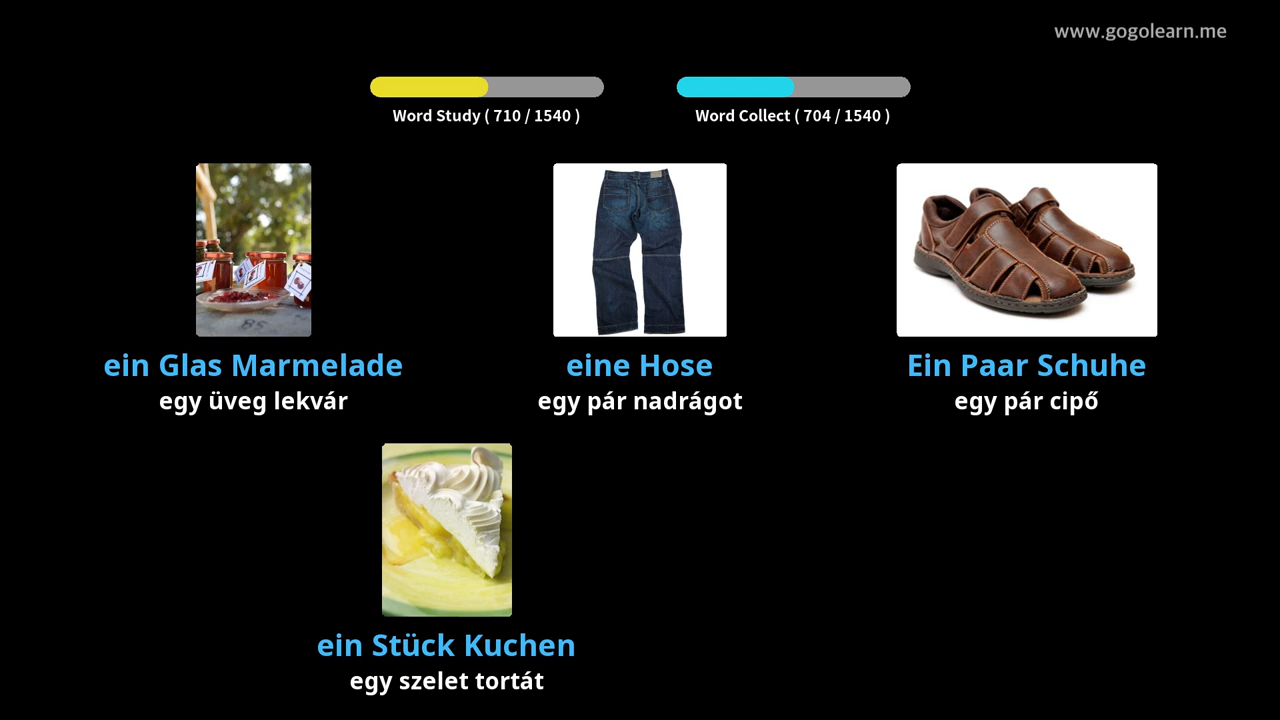 www.gogolearn.me
Word Study ( 710 / 1540 )
Word Collect ( 704 / 1540 )
ein Glas Marmelade
egy üveg lekvár
eine Hose
egy pár nadrágot
Ein Paar Schuhe
egy pár cipő
ein Stück Kuchen
egy szelet tortát